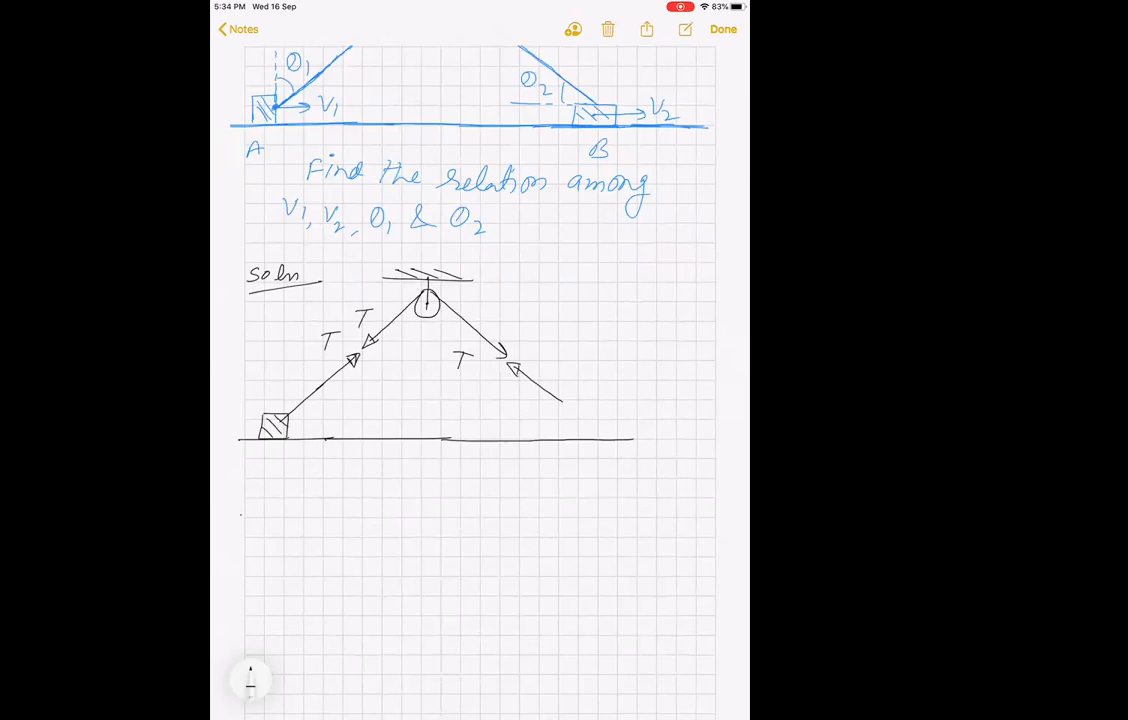 5:34 PM Wed 16 Sep 83%
Notes Done
θ1
V1
θ2
V2
A B
Find the relation among
V1, V2, θ1 & θ2
Soln
T
T
T